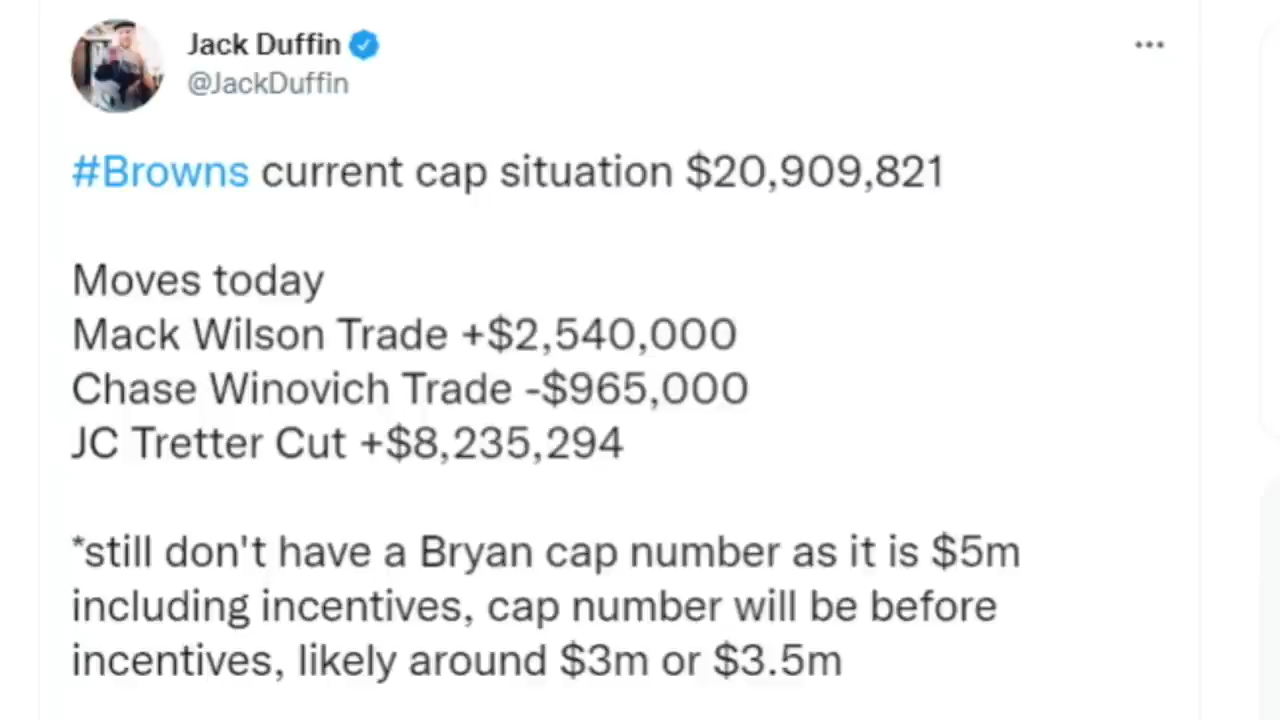 Jack Duffin
@JackDuffin
#Browns current cap situation $20,909,821
Moves today
Mack Wilson Trade +$2,540,000
Chase Winovich Trade -$965,000
JC Tretter Cut +$8,235,294
*still don't have a Bryan cap number as it is $5m
including incentives, cap number will be before
incentives, likely around $3m or $3.5m